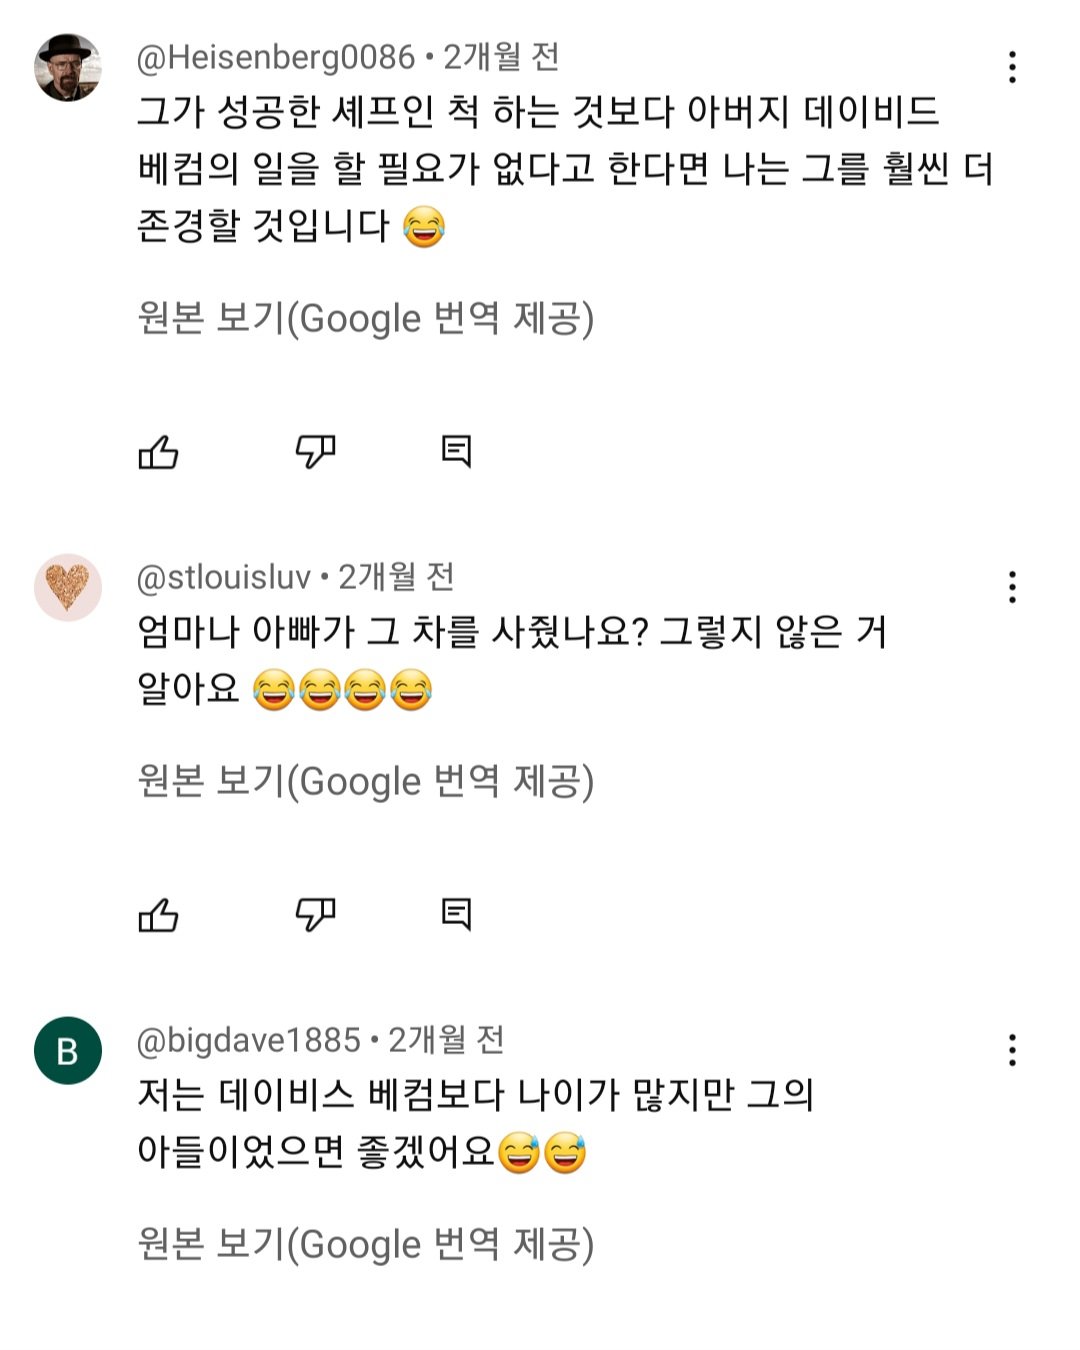 @Heisenberg0086 • 2개월 전
그가 성공한 셰프인 척 하는 것보다 아버지 데이비드
베컴의 일을 할 필요가 없다고 한다면 나는 그를 훨씬 더
존경할 것입니다 😂
원본 보기(Google 번역 제공)
@stlouisluv • 2개월 전
엄마나 아빠가 그 차를 사줬나요? 그렇지 않은 거
알아요 😂😂😂😂
원본 보기(Google 번역 제공)
B
@bigdave1885 • 2개월 전
저는 데이비스 베컴보다 나이가 많지만 그의
아들이었으면 좋겠어요😅😅
원본 보기(Google 번역 제공)